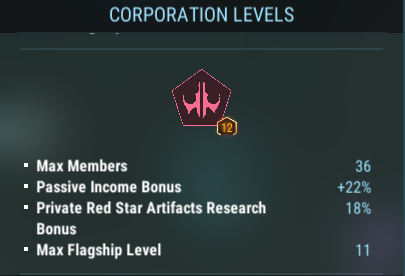 CORPORATION LEVELS
12
Max Members 36
Passive Income Bonus +22%
Private Red Star Artifacts Research 18%
Bonus
Max Flagship Level 11